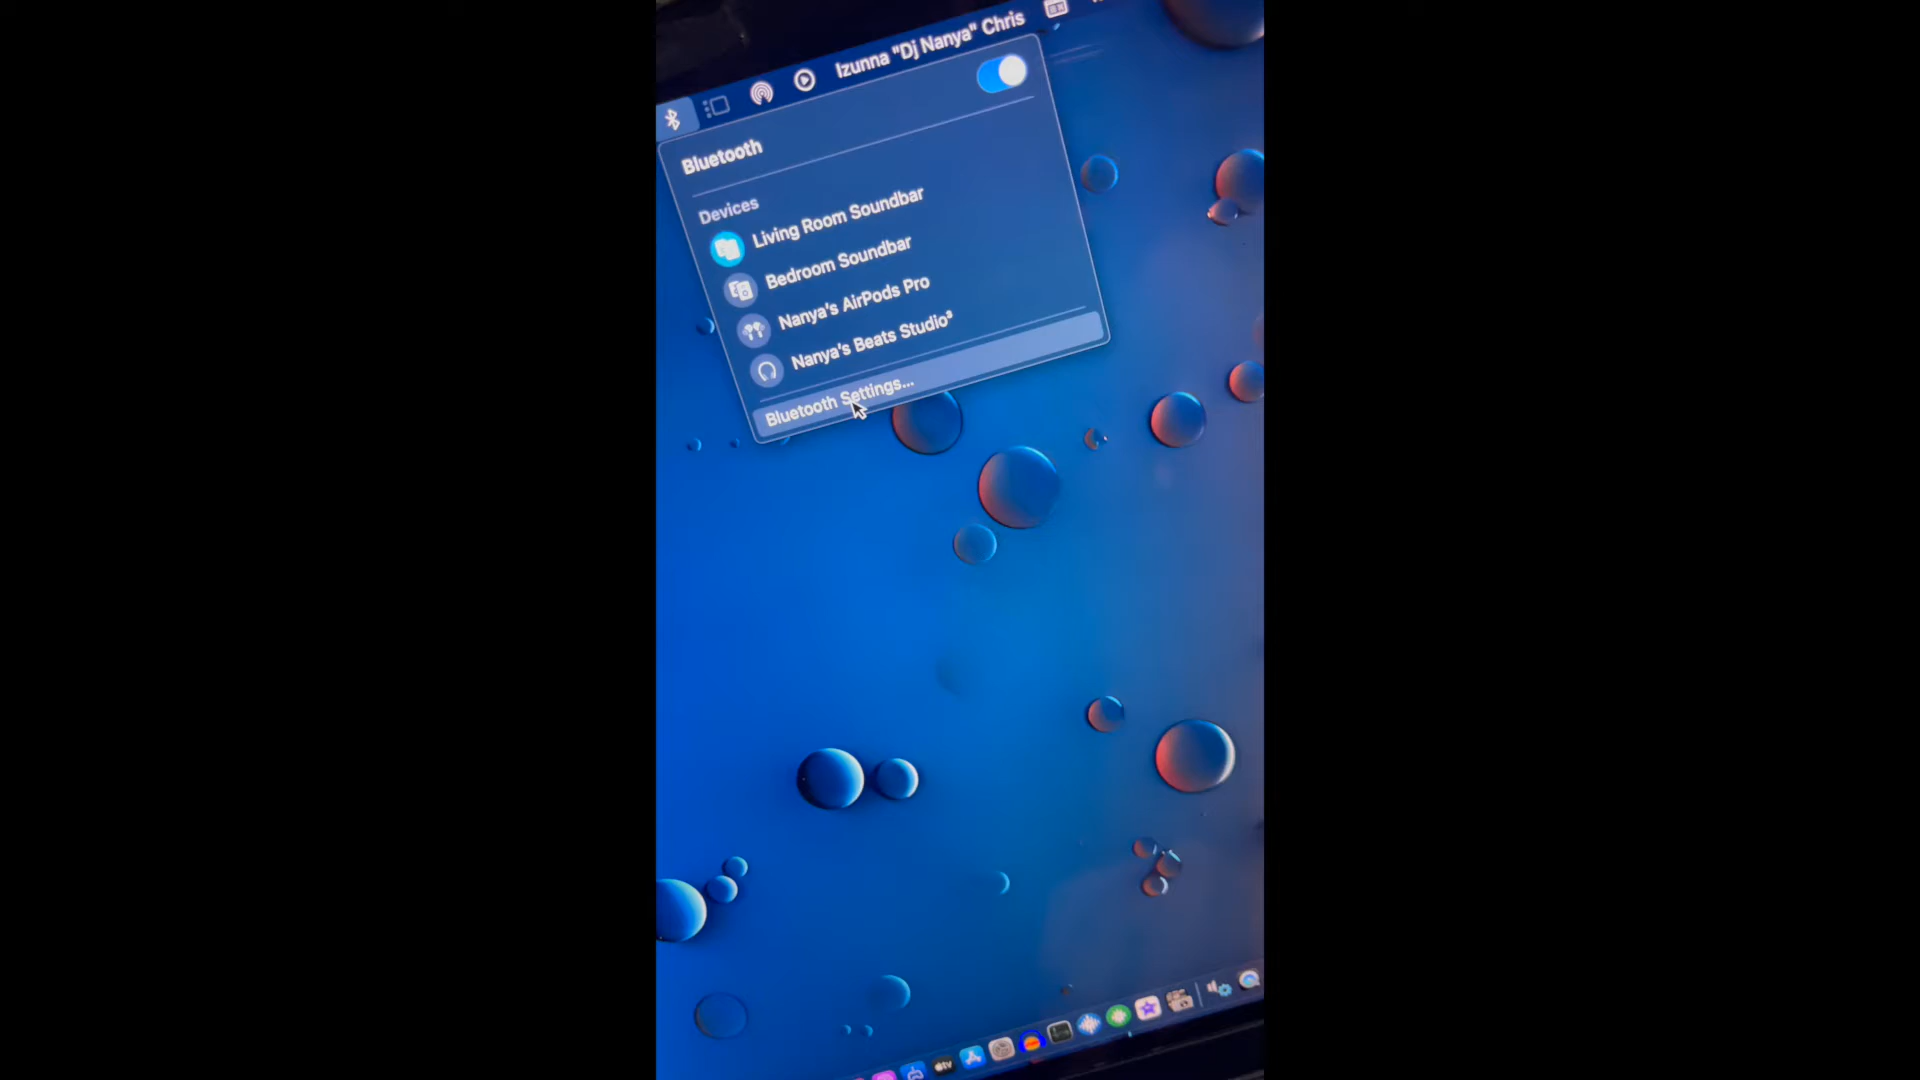 Izunna "Dj Nanya" Chris
Bluetooth
Devices
Living Room Soundbar
Bedroom Soundbar
Nanya's AirPods Pro
Nanya's Beats Studio³
Bluetooth Settings...
tv